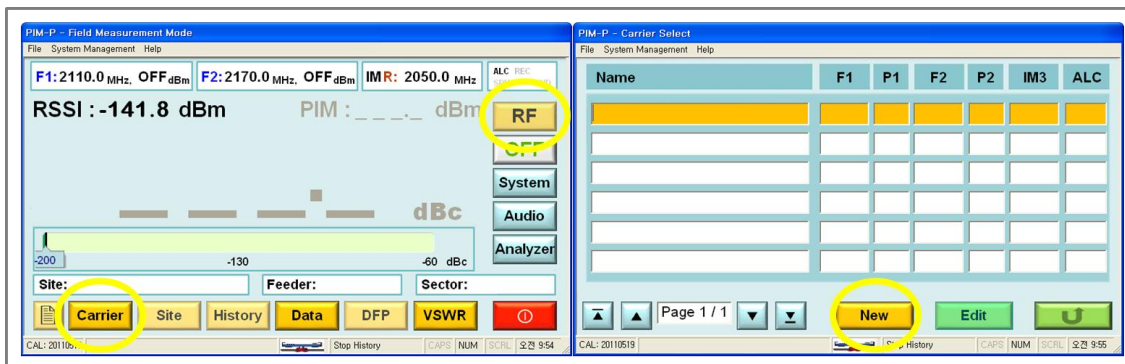 PIM-P - Field Measurement Mode
File System Management Help
F1:2110.0 MHz, OFF dBm F2:2170.0 MHz, OFF dBm IMR: 2050.0 MHz
ALC REC
RSSI :-141.8 dBm PIM :_ _ _._ dBm
RF
OFF
System
dBc
Audio
Analyzer
-200 -130 -60 dBc
Site: Feeder: Sector:
Carrier Site History Data DFP VSWR
Stop History CAPS NUM SCRL 오전 9:54
PIM-P - Carrier Select
File System Management Help
Name F1 P1 F2 P2 IM3 ALC
Page 1 / 1 New Edit
CAL: 20110519 Stop History CAPS NUM SCRL 오전 9:55